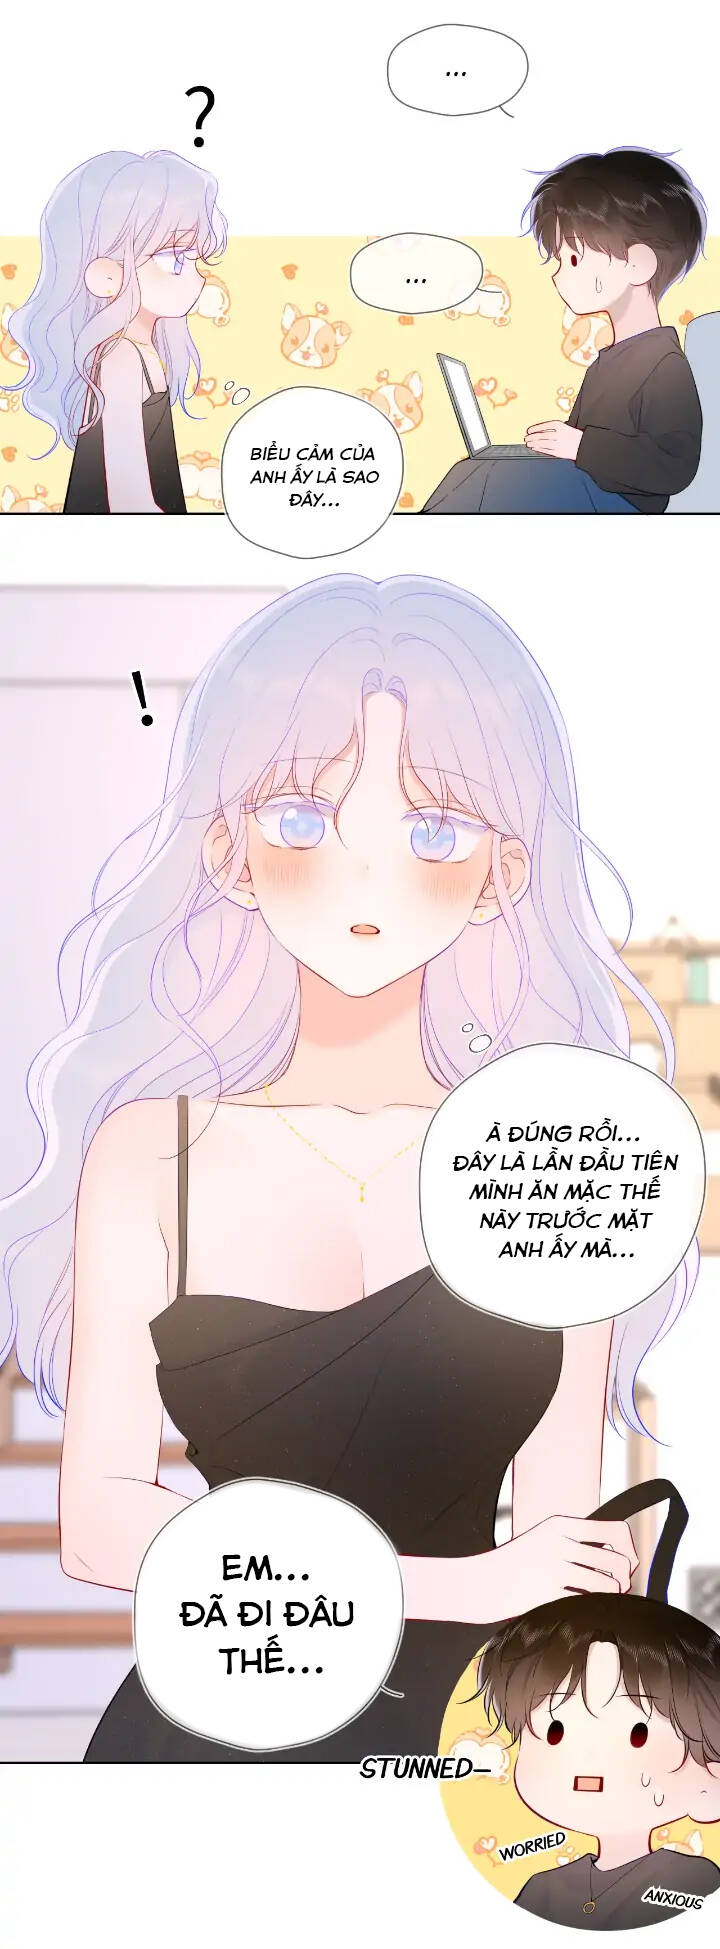 ...
?
...
BIỂU CẢM CỦA
ANH ẤY LÀ SAO
ĐÂY...
!
À ĐÚNG RỒI...
ĐÂY LÀ LẦN ĐẦU TIÊN
MÌNH ĂN MẶC THẾ
NÀY TRƯỚC MẶT
ANH ẤY MÀ...
EM...
ĐÃ ĐI ĐÂU
THẾ...
STUNNED–
WORRIED
ANXIOUS